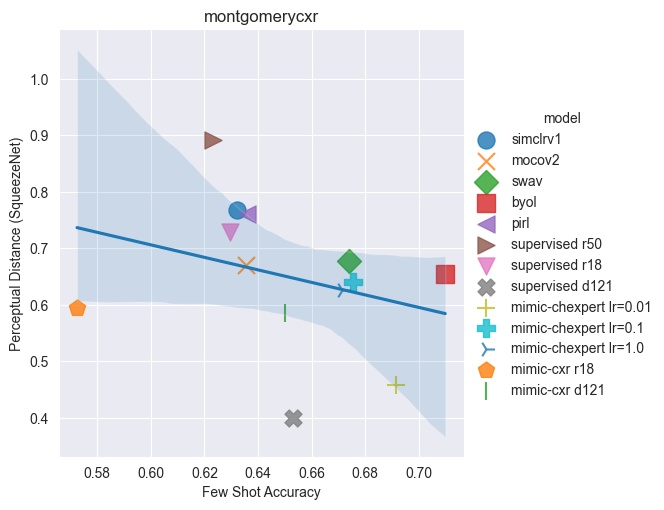 montgomerycxr
Perceptual Distance (SqueezeNet)
1.0
0.9
0.8
0.7
0.6
0.5
0.4
0.58 0.60 0.62 0.64 0.66 0.68 0.70
Few Shot Accuracy
model
simclrv1
mocov2
swav
byol
pirl
supervised r50
supervised r18
supervised d121
mimic-chexpert lr=0.01
mimic-chexpert lr=0.1
mimic-chexpert lr=1.0
mimic-cxr r18
mimic-cxr d121